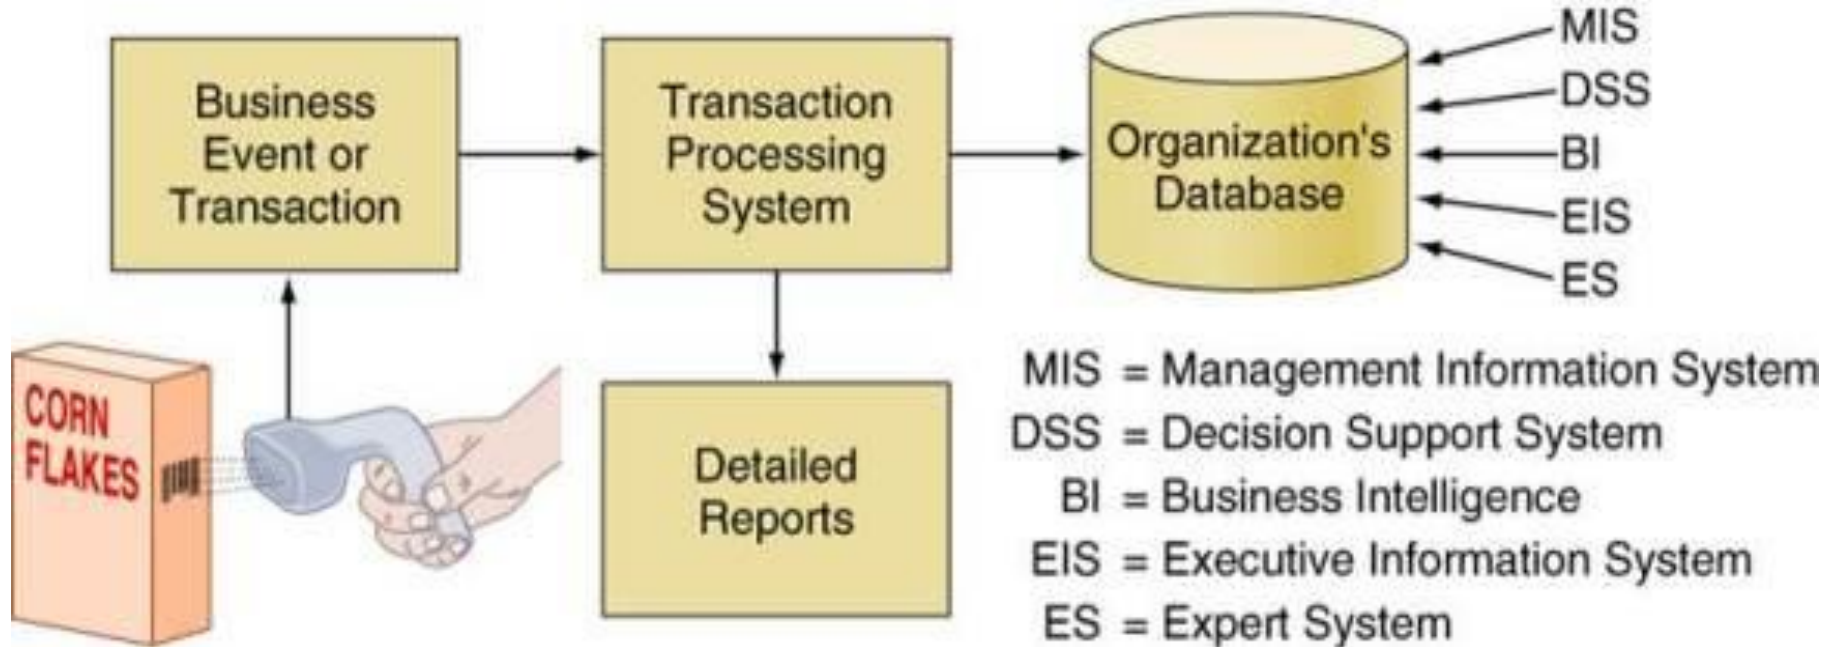 Business
Event or
Transaction
Transaction
Processing
System
Organization's
Database
MIS
DSS
BI
EIS
ES
CORN
FLAKES
Detailed
Reports
MIS = Management Information System
DSS = Decision Support System
BI = Business Intelligence
EIS = Executive Information System
ES = Expert System